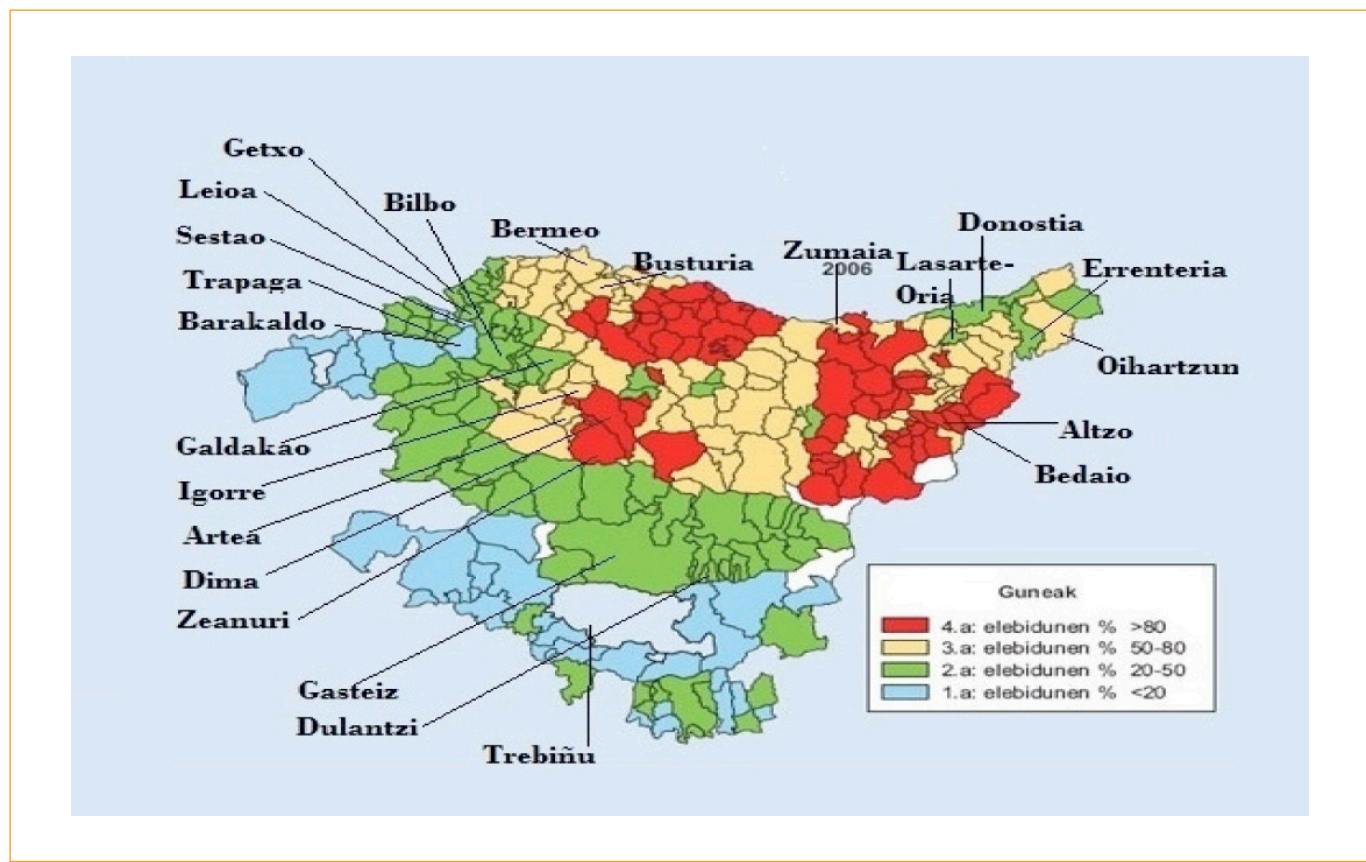 Getxo
Leioa
Bilbo
Sestao
Bermeo
Donostia
Zumaia
Lasarte-
Oria
Busturia
Errenteria
2006
Trapaga
Barakaldo
Oihartzun
Galdakao
Altzo
Bedaio
Igorre
Artea
Dima
Zeanuri
Guneak
4.a: elebidunen % >80
3.a: elebidunen % 50-80
2.a: elebidunen % 20-50
1.a: elebidunen % <20
Gasteiz
Dulantzi
Trebiñu